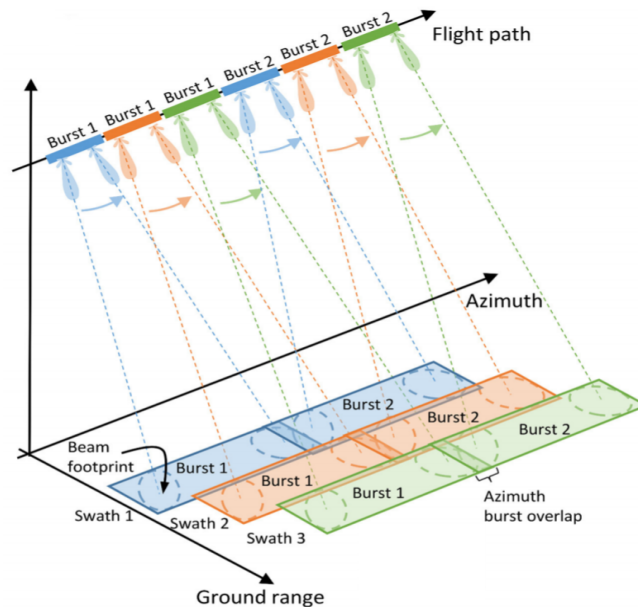 Flight path
Burst 1
Burst 1
Burst 1
Burst 2
Burst 2
Burst 2
Azimuth
Burst 2
Burst 2
Burst 2
Beam
footprint
Burst 1
Burst 1
Burst 1
Azimuth
burst overlap
Swath 1
Swath 2
Swath 3
Ground range